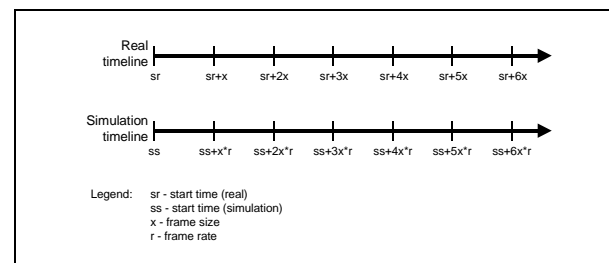 Real
timeline
sr sr+x sr+2x sr+3x sr+4x sr+5x sr+6x
Simulation
timeline
ss ss+x*r ss+2x*r ss+3x*r ss+4x*r ss+5x*r ss+6x*r
Legend: sr - start time (real)
ss - start time (simulation)
x - frame size
r - frame rate